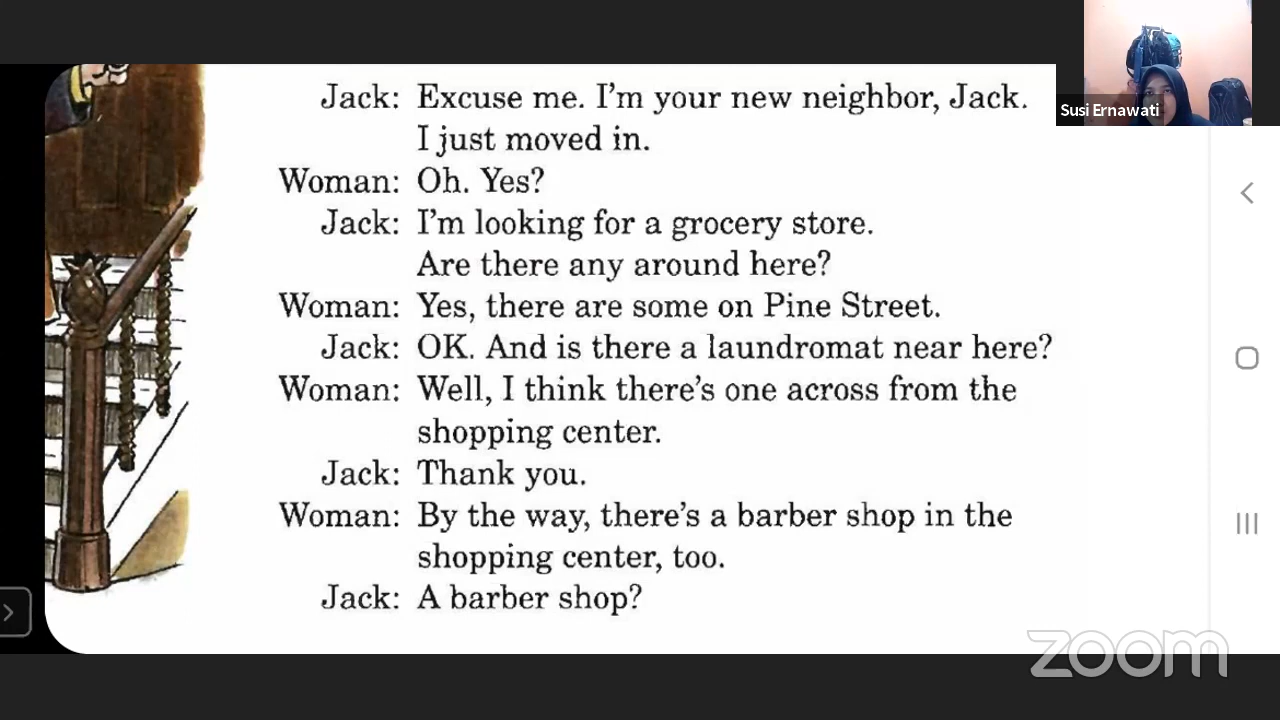 Susi Ernawati
Jack: Excuse me. I'm your new neighbor, Jack.
I just moved in.
Woman: Oh. Yes?
Jack: I'm looking for a grocery store.
Are there any around here?
Woman: Yes, there are some on Pine Street.
Jack: OK. And is there a laundromat near here?
Woman: Well, I think there's one across from the
shopping center.
Jack: Thank you.
Woman: By the way, there's a barber shop in the
shopping center, too.
Jack: A barber shop?
zoom